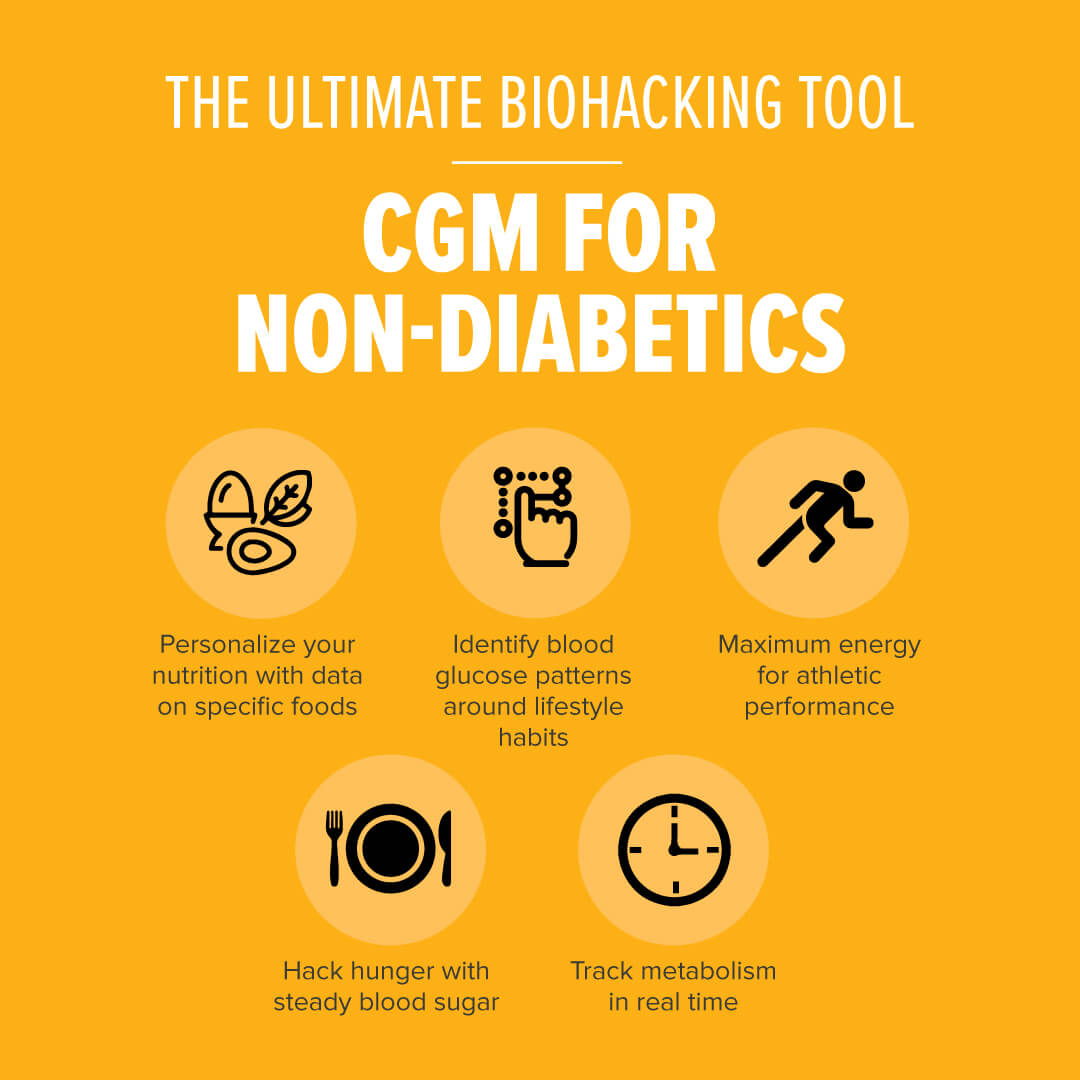 THE ULTIMATE BIOHACKING TOOL
CGM FOR
NON-DIABETICS
Personalize your
nutrition with data
on specific foods
Identify blood
glucose patterns
around lifestyle
habits
Maximum energy
for athletic
performance
Hack hunger with
steady blood sugar
Track metabolism
in real time